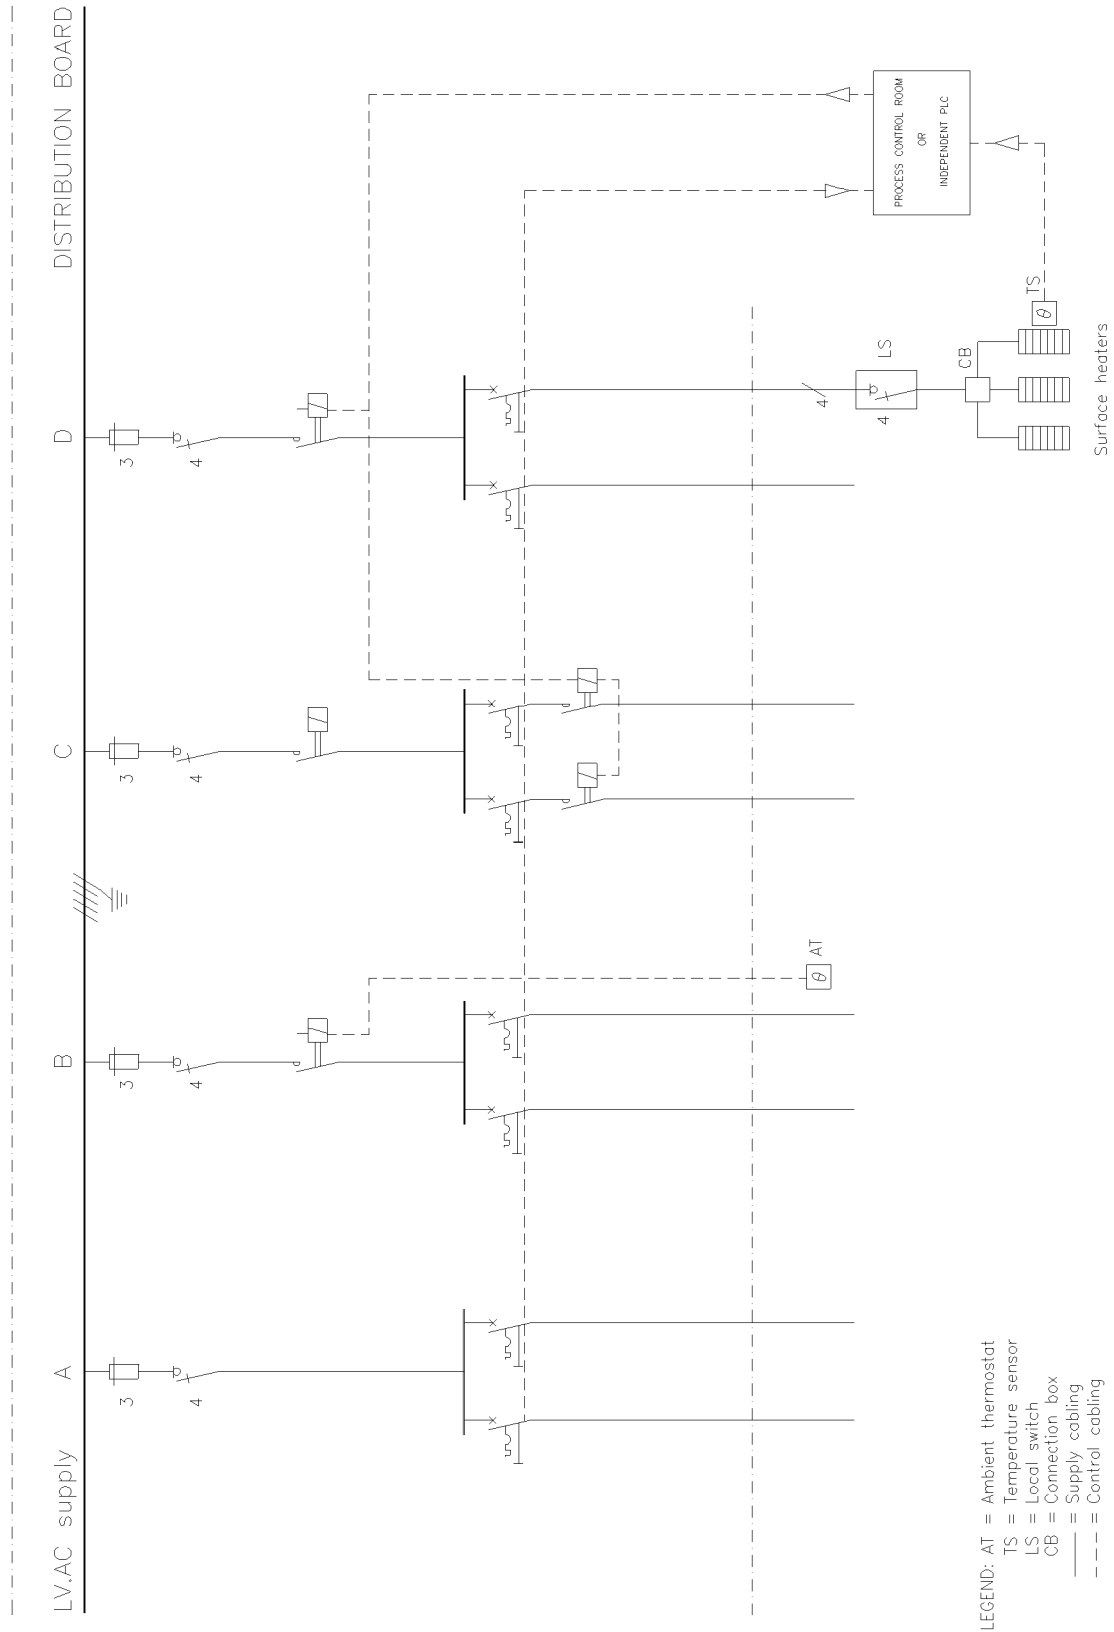 LV.AC supply
DISTRIBUTION BOARD
A
B
C
D
3
3
3
3
4
4
4
4
4
4
LS
CB
θ
TS
Surface heaters
θ
AT
PROCESS CONTROL ROOM
OR
INDEPENDENT PLC
LEGEND: AT = Ambient thermostat
TS = Temperature sensor
LS = Local switch
CB = Connection box
= Supply cabling
= Control cabling